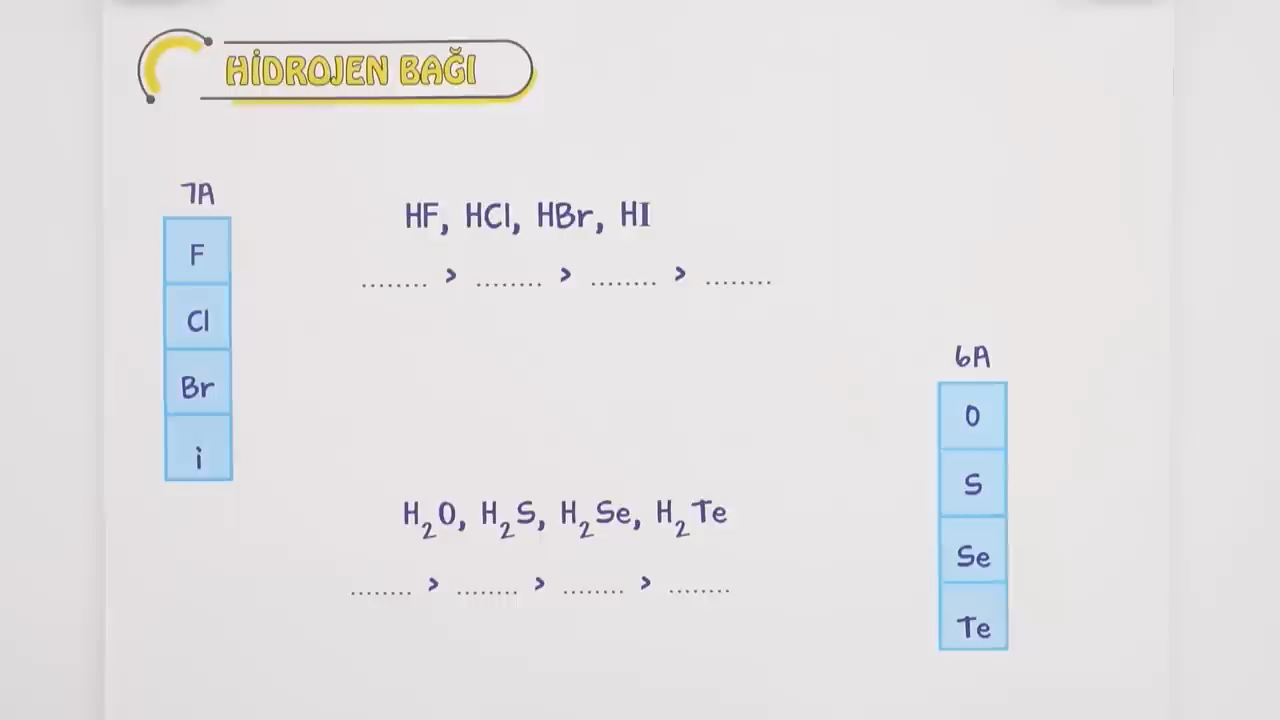 HİDROJEN BAĞI
7A
F
Cl
Br
i
HF, HCl, HBr, HI
........ > ........ > ........ > ........
6A
O
S
Se
Te
H₂O, H₂S, H₂Se, H₂Te
........ > ........ > ........ > ........